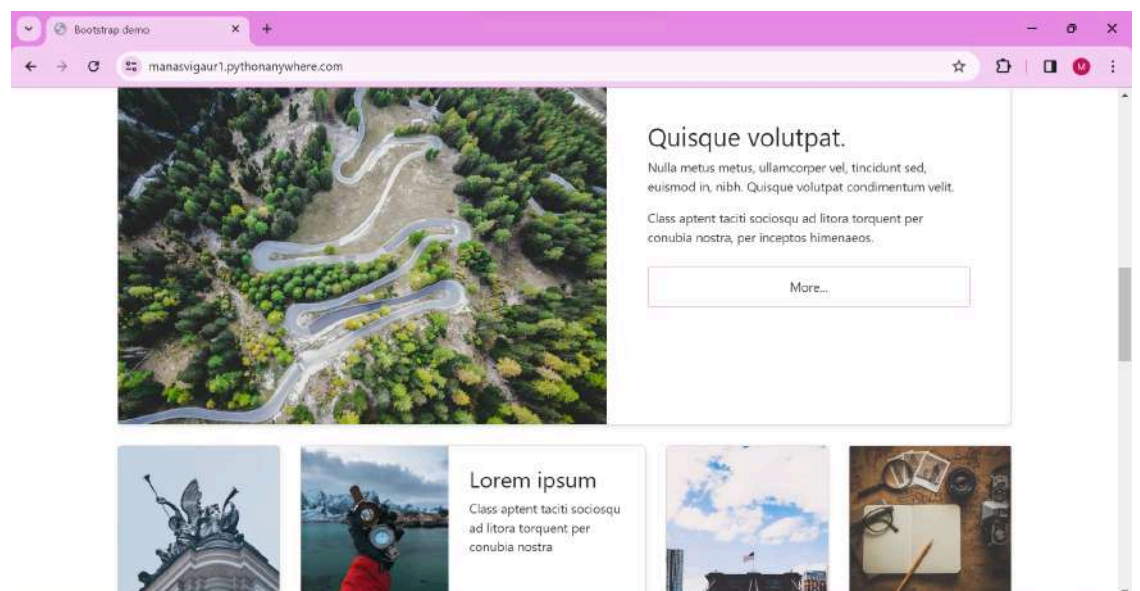 Bootstrap demo
manasvigaur1.pythonanywhere.com
M
Quisque volutpat.
Nulla metus metus, ullamcorper vel, tincidunt sed,
euismod in, nibh. Quisque volutpat condimentum velit.
Class aptent taciti sociosqu ad litora torquent per
conubia nostra, per inceptos himenaeos.
More...
Lorem ipsum
Class aptent taciti sociosqu
ad litora torquent per
conubia nostra